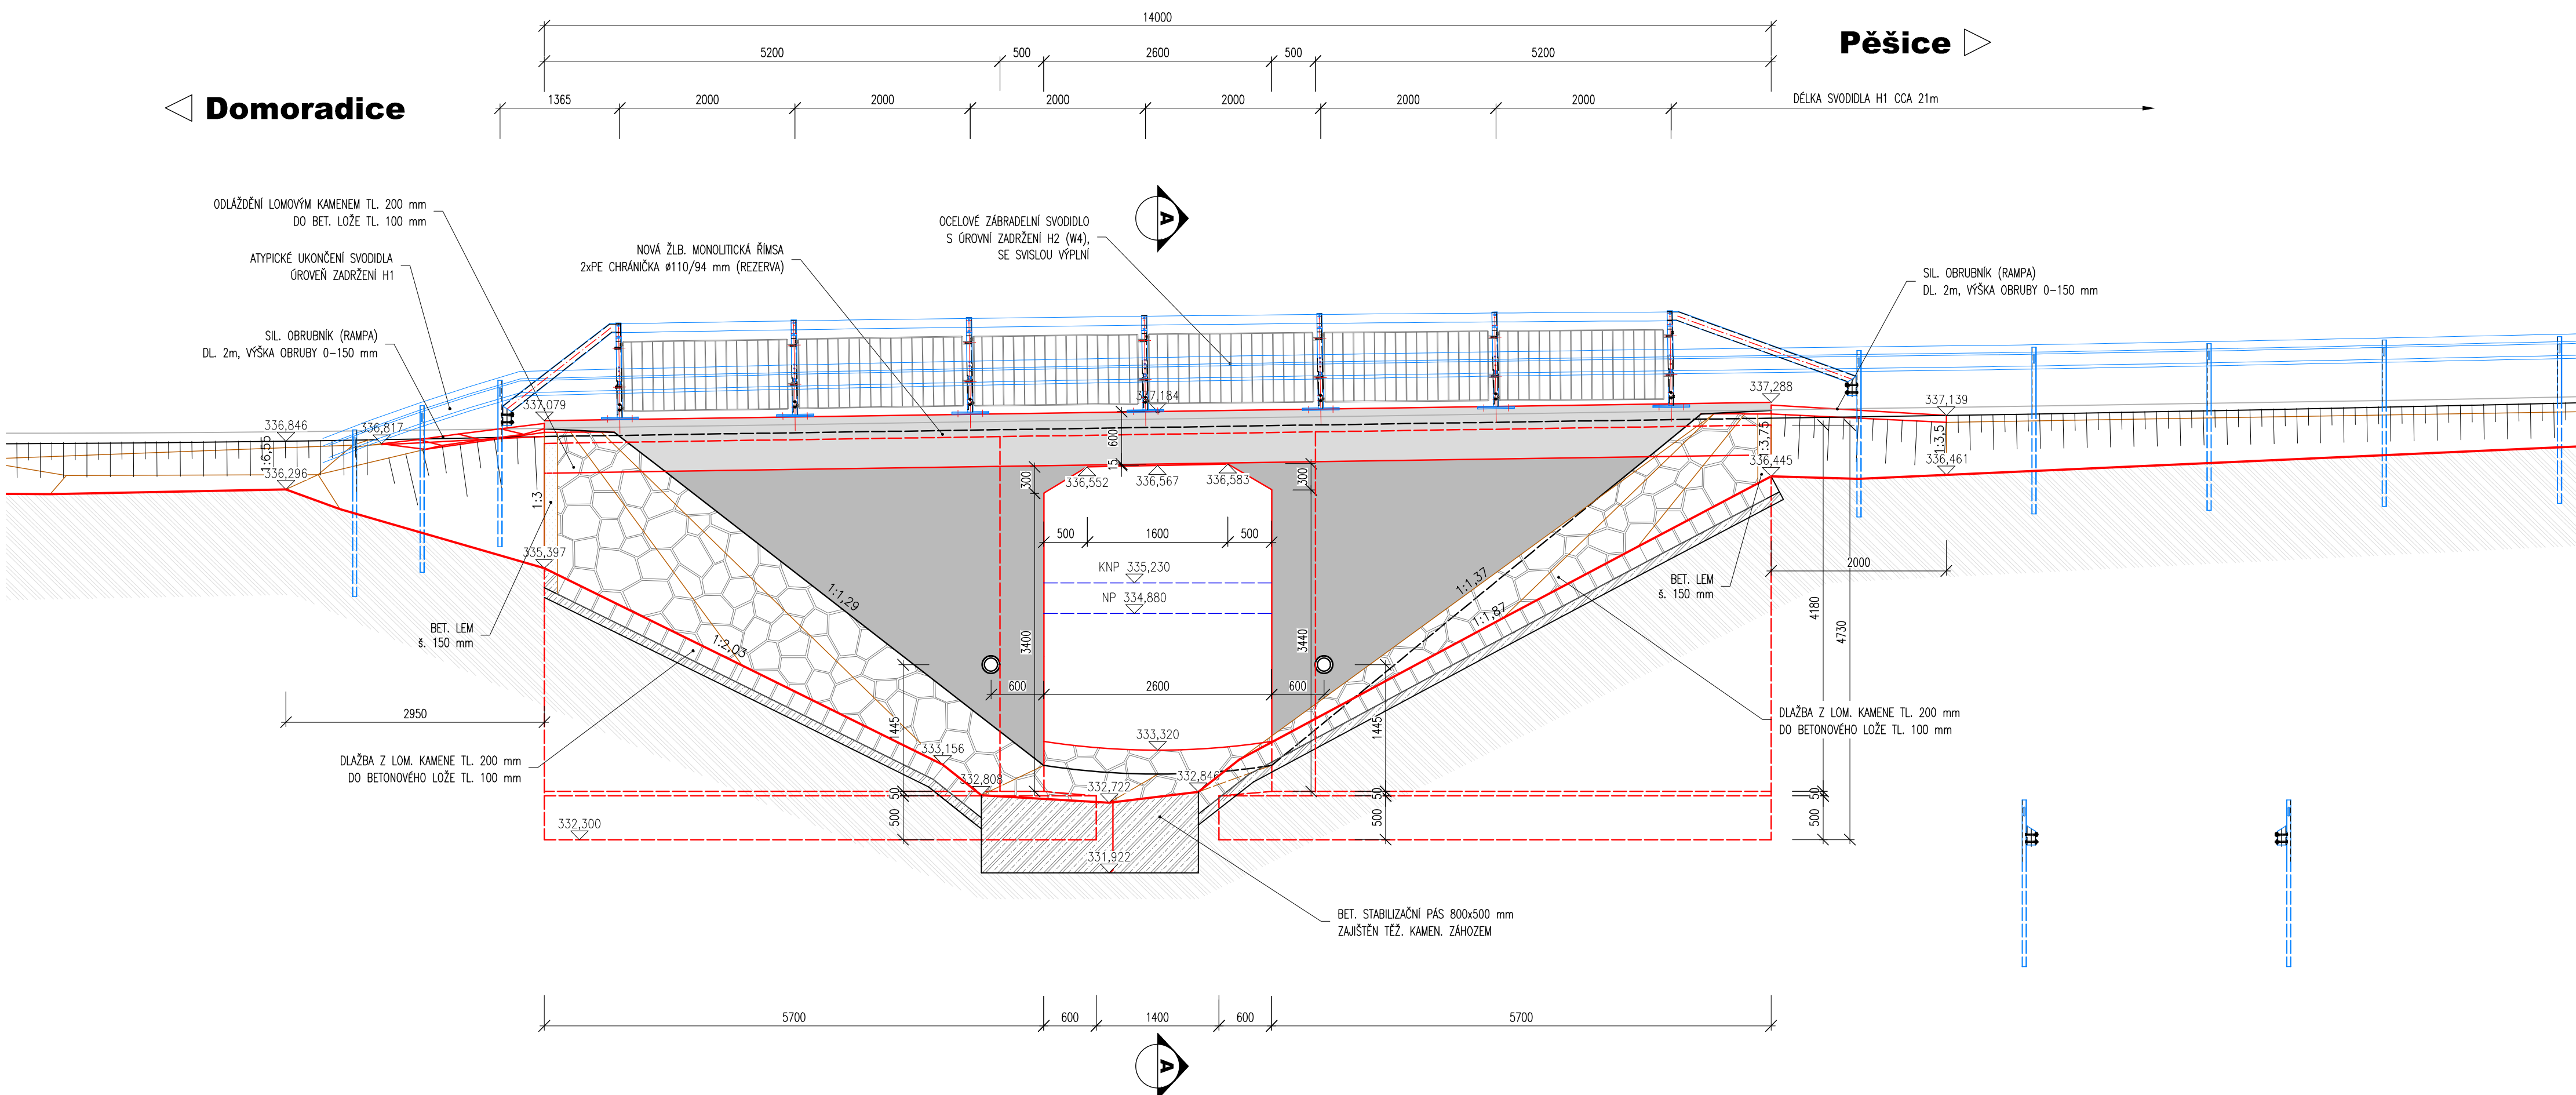 14000
5200 500 2600 500 5200
Pěšice
1365 2000 2000 2000 2000 2000 2000 DÉLKA SVODIDLA H1 CCA 21m
Domoradice
ODLÁŽDĚNÍ LOMOVÝM KAMENEM TL. 200 mm
DO BET. LOŽE TL. 100 mm
A
OCELOVÉ ZÁBRADELNÍ SVODIDLO
S ÚROVNÍ ZADRŽENÍ H2 (W4),
SE SVISLOU VÝPLNÍ
NOVÁ ŽLB. MONOLITICKÁ ŘÍMSA
2xPE CHRÁNIČKA ø110/94 mm (REZERVA)
ATYPICKÉ UKONČENÍ SVODIDLA
ÚROVEŇ ZADRŽENÍ H1
SIL. OBRUBNÍK (RAMPA)
DL. 2m, VÝŠKA OBRUBY 0-150 mm
SIL. OBRUBNÍK (RAMPA)
DL. 2m, VÝŠKA OBRUBY 0-150 mm
337,288
337,184
337,139
337,079
336,846
336,817
1:6,55
600
15
1:3,75
1:3,5
336,296
336,445
336,461
300
336,552
336,567
336,583
300
1:3
500 1600 500
335,397
KNP 335,230
NP 334,880
1:1,29
1:1,37
1:1,87
2000
BET. LEM
š. 150 mm
4180
4730
BET. LEM
š. 150 mm
1:2,03
3400
3440
600 2600 600
2950
1445
1445
DLAŽBA Z LOM. KAMENE TL. 200 mm
DO BETONOVÉHO LOŽE TL. 100 mm
333,320
333,156
DLAŽBA Z LOM. KAMENE TL. 200 mm
DO BETONOVÉHO LOŽE TL. 100 mm
332,808
332,846
332,722
50
50
50
500
500
500
332,300
331,922
BET. STABILIZAČNÍ PÁS 800x500 mm
ZAJIŠTĚN TĚŽ. KAMEN. ZÁHOZEM
5700 600 1400 600 5700
A